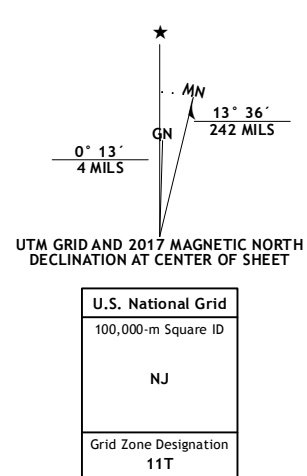 ★
MN
13° 36´
242 MILS
GN
0° 13´
4 MILS
UTM GRID AND 2017 MAGNETIC NORTH
DECLINATION AT CENTER OF SHEET
U.S. National Grid
100,000-m Square ID
NJ
Grid Zone Designation
11T